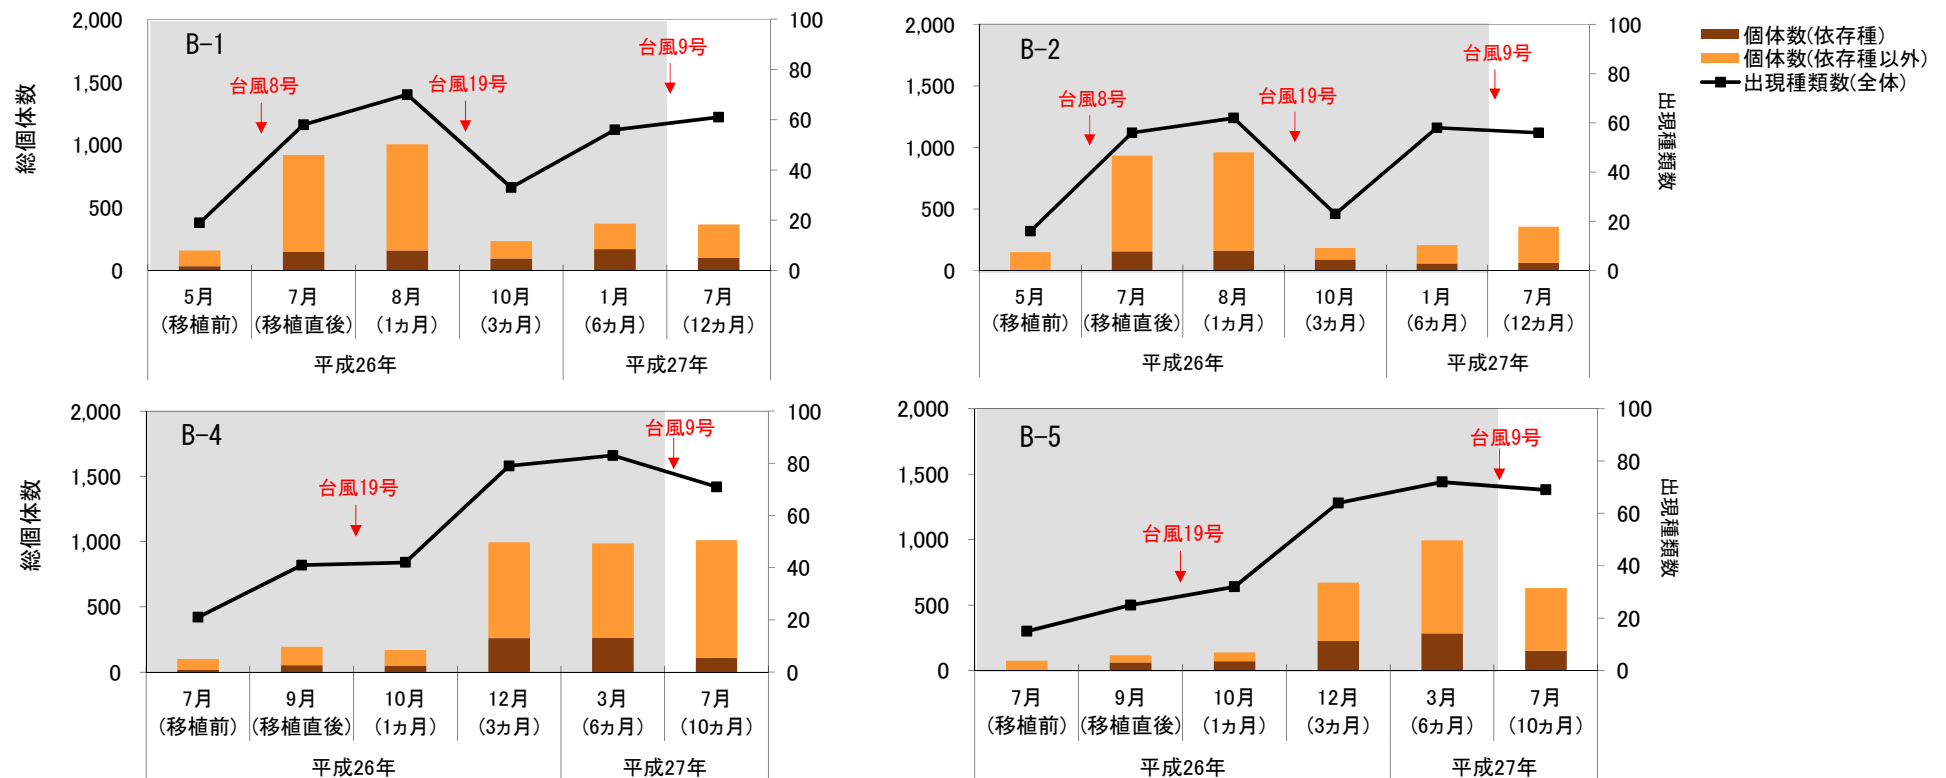 B-1
総個体数
2,000
1,500
1,000
500
0
100
80
60
40
20
0
台風8号
台風19号
台風9号
5月 7月 8月 10月 1月 7月
(移植前) (移植直後) (1ヵ月) (3ヵ月) (6ヵ月) (12ヵ月)
平成26年 平成27年
B-2
2,000
1,500
1,000
500
0
100
80
60
40
20
0
出現種類数
台風8号
台風19号
台風9号
5月 7月 8月 10月 1月 7月
(移植前) (移植直後) (1ヵ月) (3ヵ月) (6ヵ月) (12ヵ月)
平成26年 平成27年
個体数(依存種)
個体数(依存種以外)
出現種類数(全体)
B-4
総個体数
2,000
1,500
1,000
500
0
100
80
60
40
20
0
台風19号
台風9号
7月 9月 10月 12月 3月 7月
(移植前) (移植直後) (1ヵ月) (3ヵ月) (6ヵ月) (10ヵ月)
平成26年 平成27年
B-5
2,000
1,500
1,000
500
0
100
80
60
40
20
0
出現種類数
台風19号
台風9号
7月 9月 10月 12月 3月 7月
(移植前) (移植直後) (1ヵ月) (3ヵ月) (6ヵ月) (10ヵ月)
平成26年 平成27年